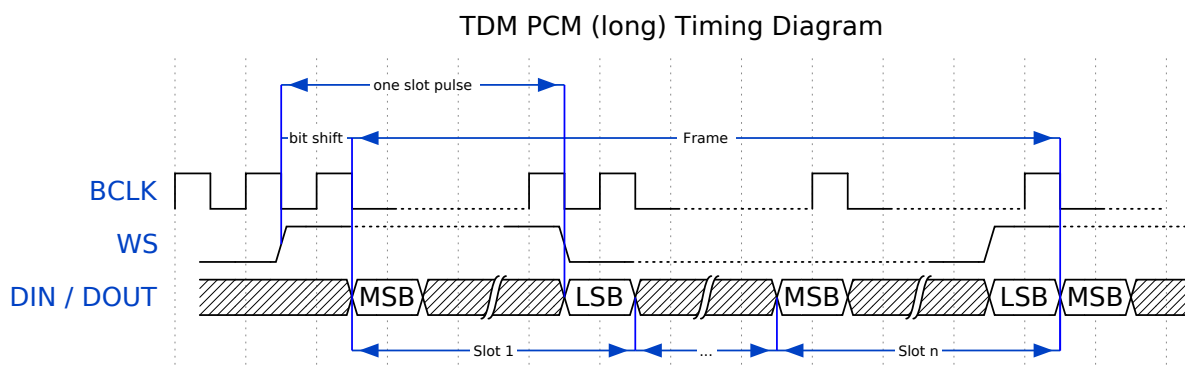 TDM PCM (long) Timing Diagram
one slot pulse
bit shift
Frame
BCLK
WS
DIN / DOUT
MSB
LSB
MSB
LSB
MSB
Slot 1
...
Slot n